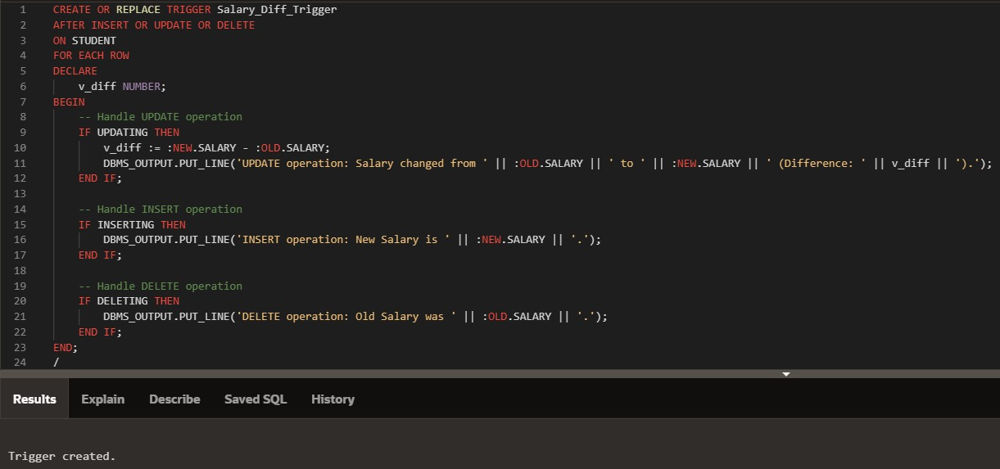 1 CREATE OR REPLACE TRIGGER Salary_Diff_Trigger
2 AFTER INSERT OR UPDATE OR DELETE
3 ON STUDENT
4 FOR EACH ROW
5 DECLARE
6     v_diff NUMBER;
7 BEGIN
8     -- Handle UPDATE operation
9     IF UPDATING THEN
10         v_diff := :NEW.SALARY - :OLD.SALARY;
11         DBMS_OUTPUT.PUT_LINE('UPDATE operation: Salary changed from ' || :OLD.SALARY || ' to ' || :NEW.SALARY || ' (Difference: ' || v_diff || ').');
12     END IF;
13
14     -- Handle INSERT operation
15     IF INSERTING THEN
16         DBMS_OUTPUT.PUT_LINE('INSERT operation: New Salary is ' || :NEW.SALARY || '.');
17     END IF;
18
19     -- Handle DELETE operation
20     IF DELETING THEN
21         DBMS_OUTPUT.PUT_LINE('DELETE operation: Old Salary was ' || :OLD.SALARY || '.');
22     END IF;
23 END;
24 /
Results Explain Describe Saved SQL History
Trigger created.